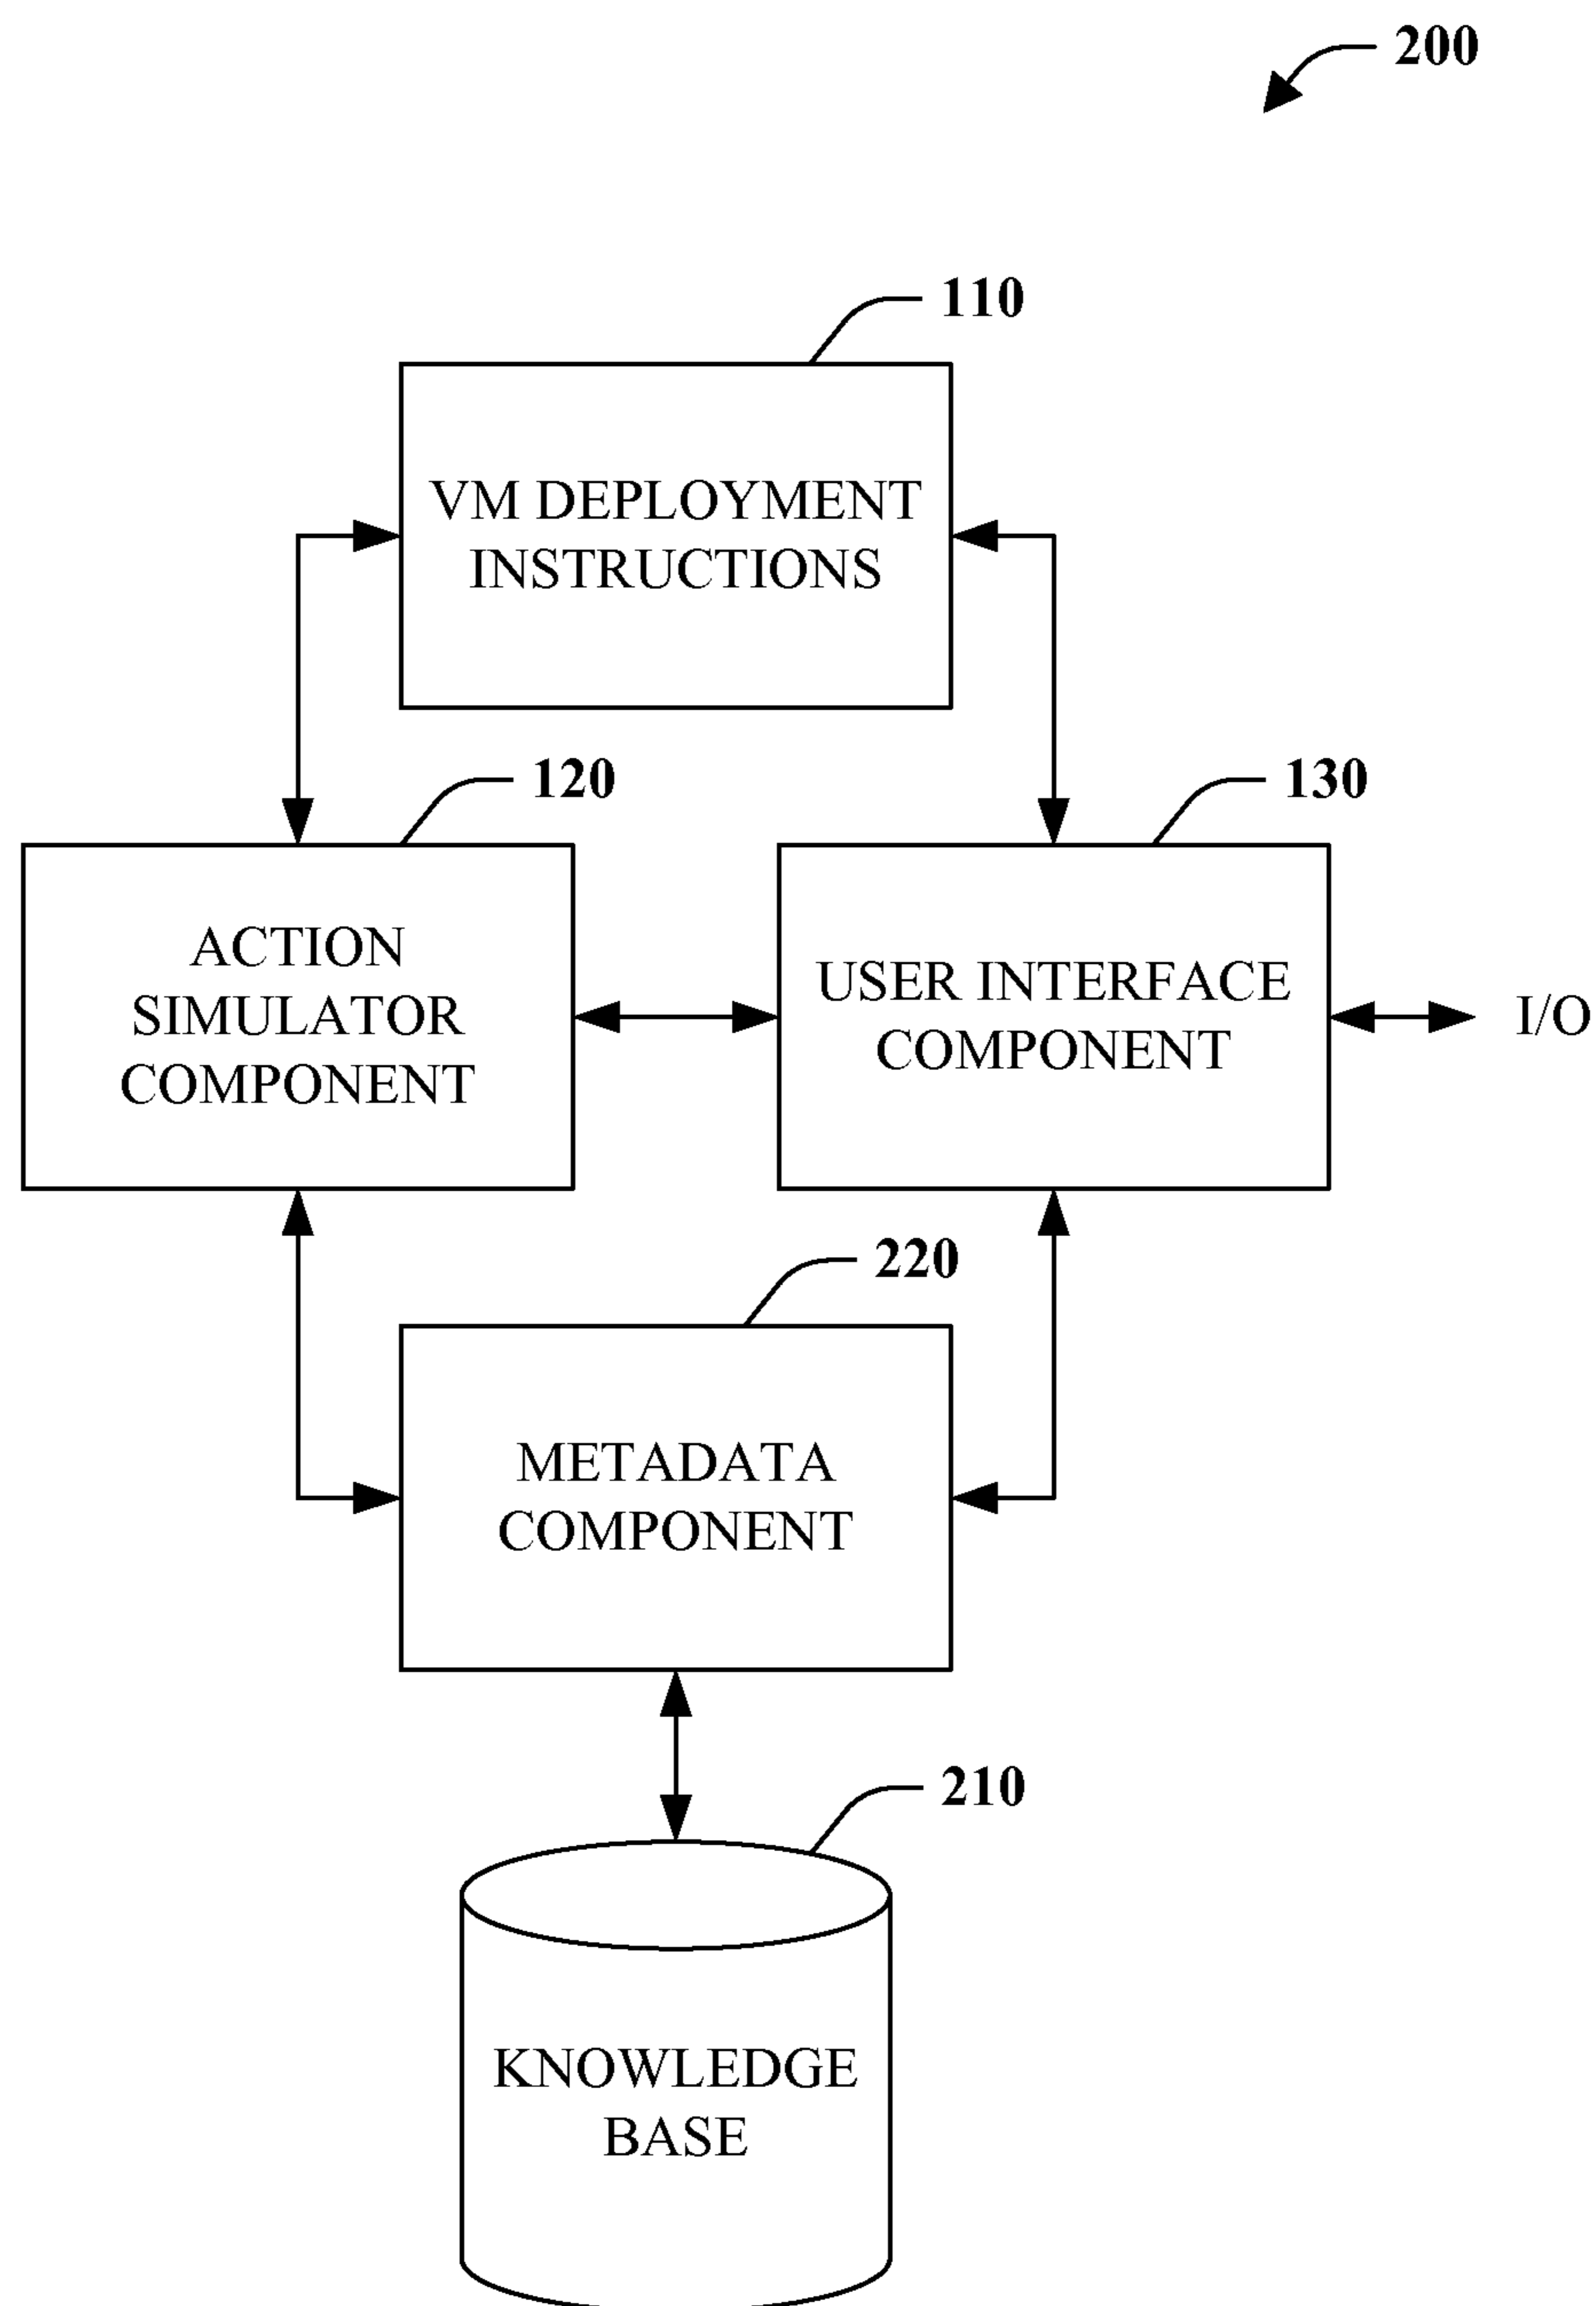 200
110
VM DEPLOYMENT
INSTRUCTIONS
120
130
ACTION
SIMULATOR
COMPONENT
USER INTERFACE
COMPONENT
I/O
220
METADATA
COMPONENT
210
KNOWLEDGE
BASE